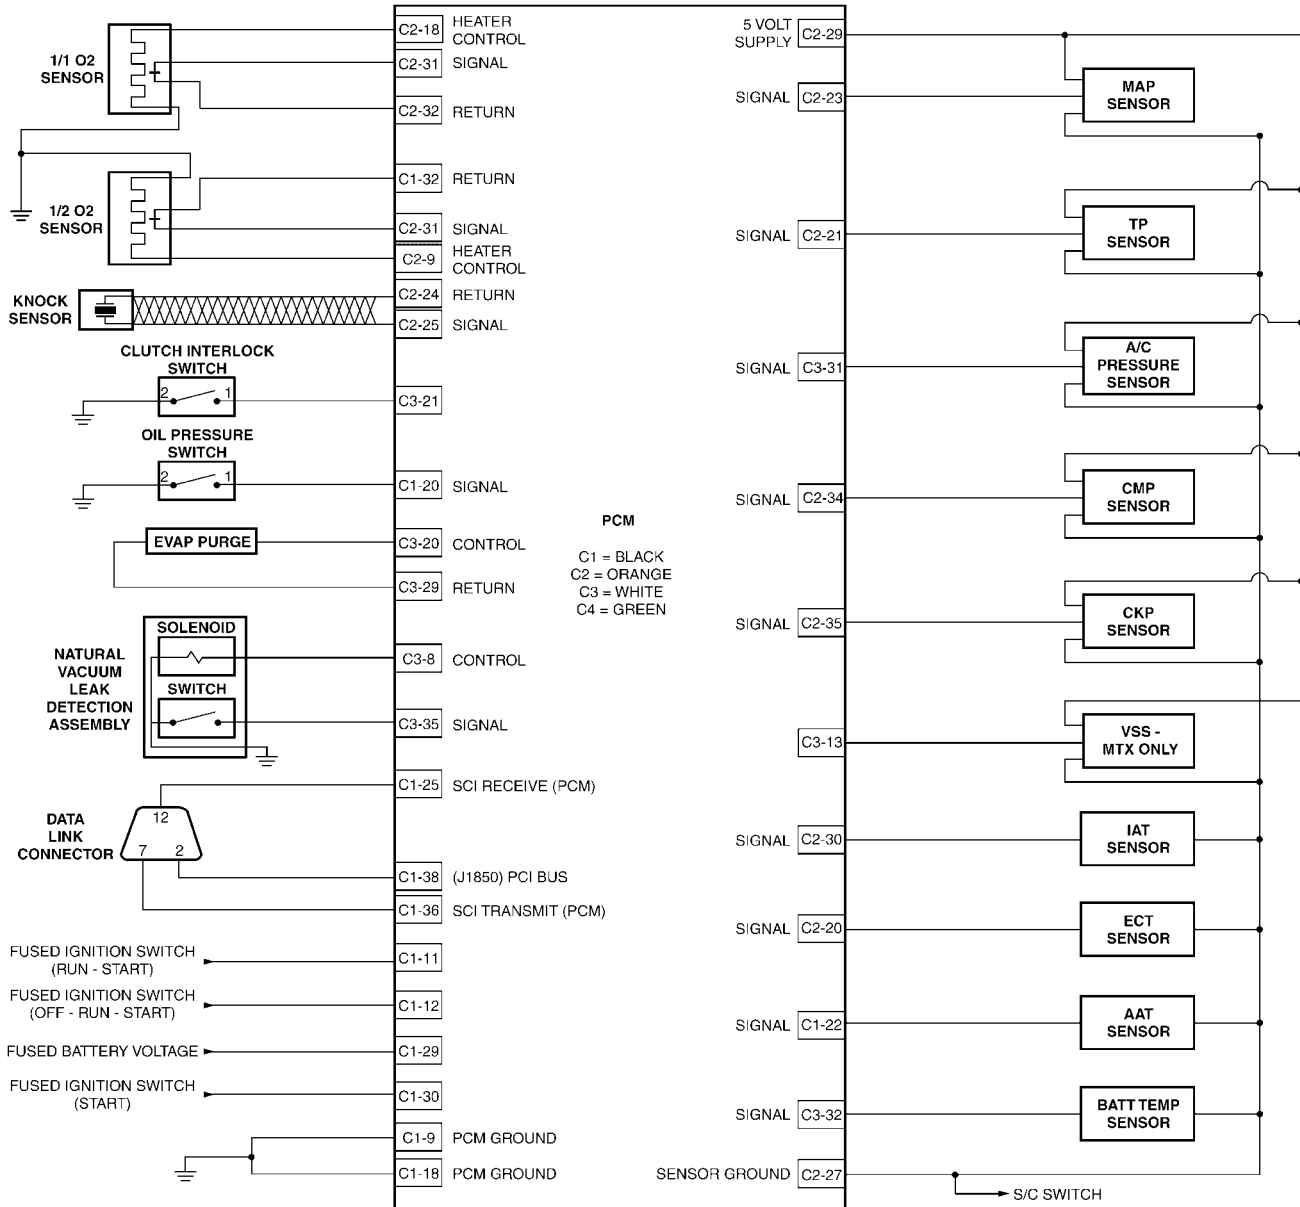 1/1 O2
SENSOR
C2-18
HEATER
CONTROL
C2-31 SIGNAL
C2-32 RETURN
1/2 O2
SENSOR
C1-32 RETURN
C2-31 SIGNAL
C2-9
HEATER
CONTROL
KNOCK
SENSOR
C2-24 RETURN
C2-25 SIGNAL
CLUTCH INTERLOCK
SWITCH
2 1
C3-21
OIL PRESSURE
SWITCH
2 1
C1-20 SIGNAL
EVAP PURGE
C3-20 CONTROL
C3-29 RETURN
NATURAL
VACUUM
LEAK
DETECTION
ASSEMBLY
SOLENOID
SWITCH
C3-8 CONTROL
C3-35 SIGNAL
DATA
LINK
CONNECTOR
12
7 2
C1-25 SCI RECEIVE (PCM)
C1-38 (J1850) PCI BUS
C1-36 SCI TRANSMIT (PCM)
FUSED IGNITION SWITCH
(RUN - START)
C1-11
FUSED IGNITION SWITCH
(OFF - RUN - START)
C1-12
FUSED BATTERY VOLTAGE
C1-29
FUSED IGNITION SWITCH
(START)
C1-30
C1-9 PCM GROUND
C1-18 PCM GROUND
PCM
C1 = BLACK
C2 = ORANGE
C3 = WHITE
C4 = GREEN
5 VOLT
SUPPLY
C2-29
SIGNAL C2-23
MAP
SENSOR
SIGNAL C2-21
TP
SENSOR
SIGNAL C3-31
A/C
PRESSURE
SENSOR
SIGNAL C2-34
CMP
SENSOR
SIGNAL C2-35
CKP
SENSOR
C3-13
VSS -
MTX ONLY
SIGNAL C2-30
IAT
SENSOR
SIGNAL C2-20
ECT
SENSOR
SIGNAL C1-22
AAT
SENSOR
SIGNAL C3-32
BATT TEMP
SENSOR
SENSOR GROUND C2-27
S/C SWITCH